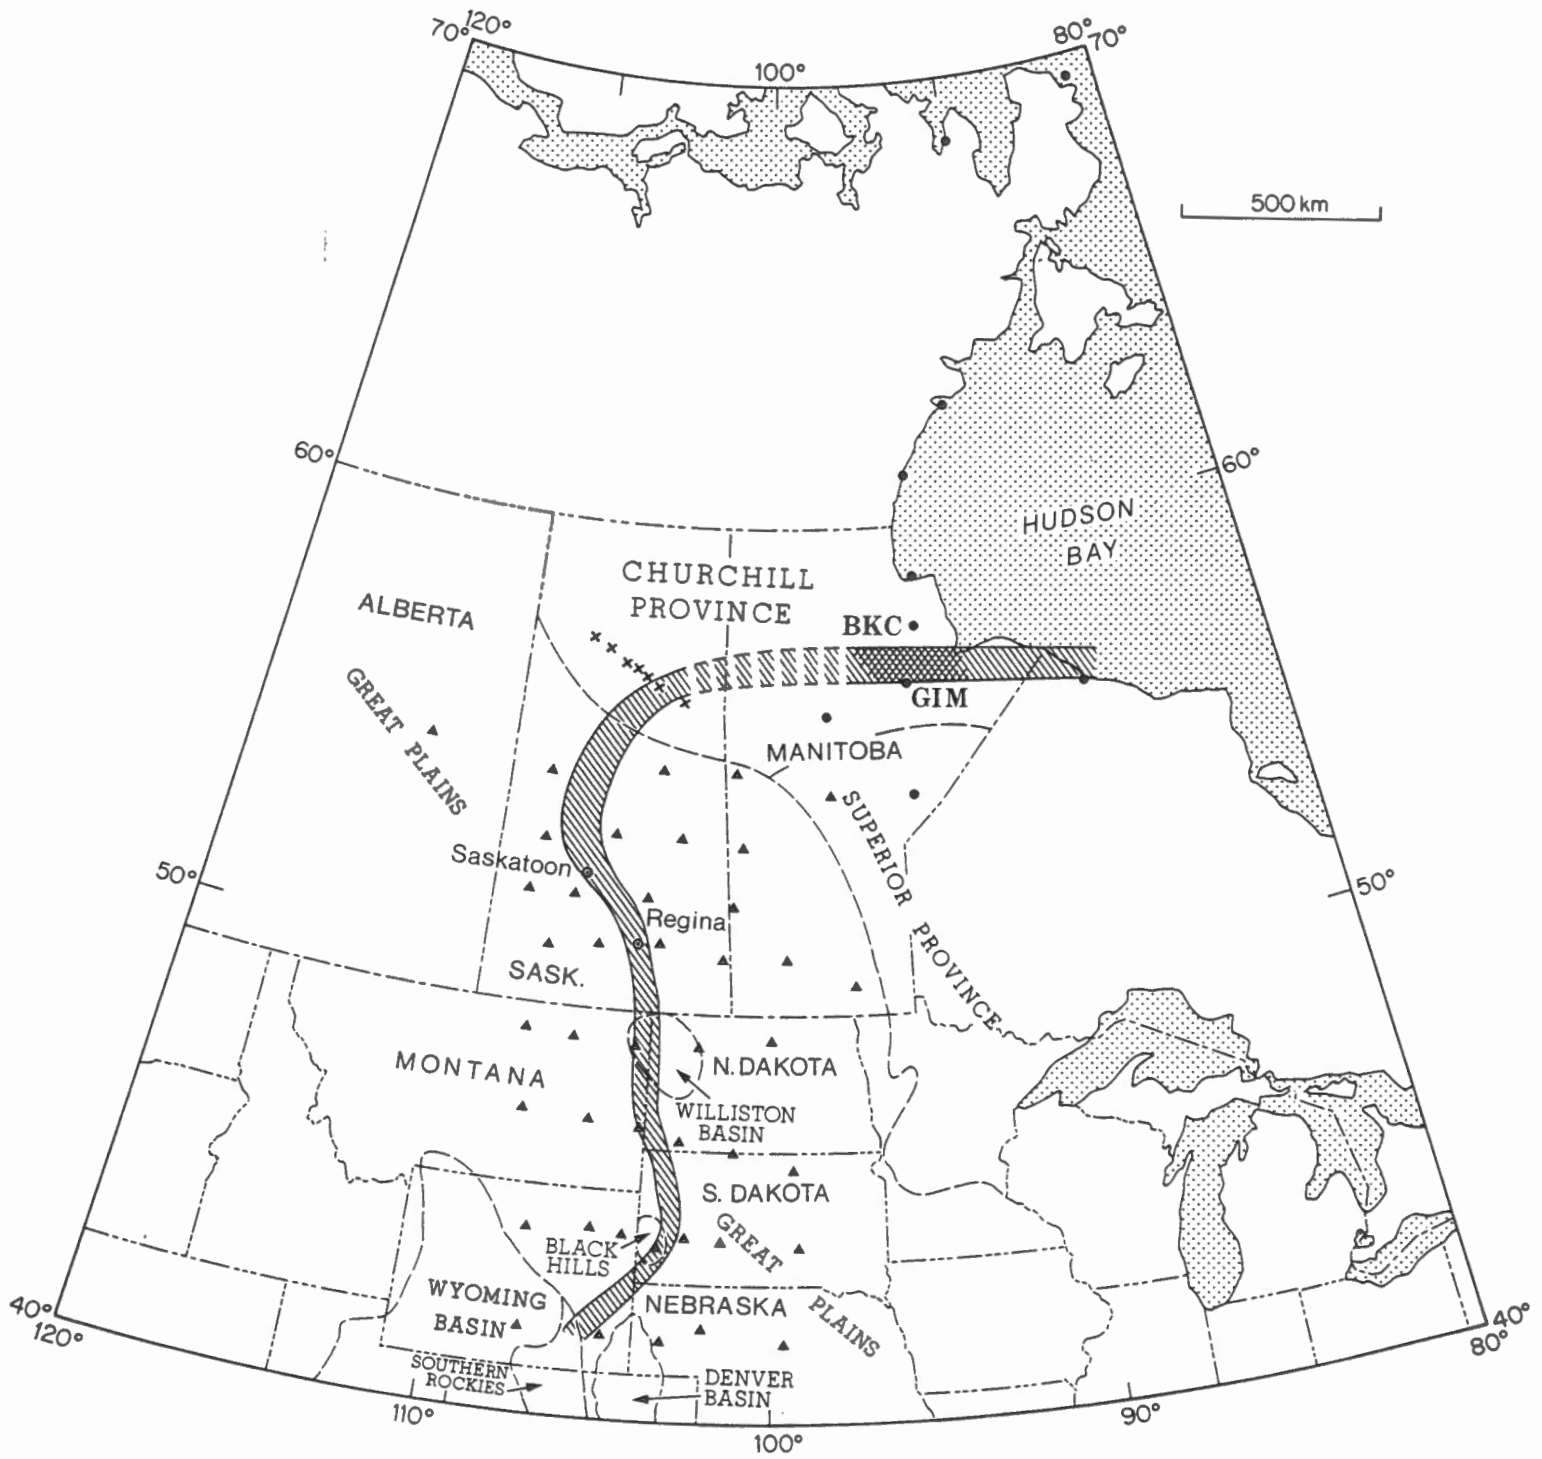 120°
70°
80°
70°
100°
500 km
60°
60°
HUDSON
BAY
CHURCHILL
PROVINCE
ALBERTA
BKC
GIM
GREAT PLAINS
MANITOBA
SUPERIOR PROVINCE
Saskatoon
50°
50°
Regina
SASK.
MONTANA
N. DAKOTA
WILLISTON
BASIN
S. DAKOTA
GREAT
PLAINS
BLACK
HILLS
WYOMING
BASIN
NEBRASKA
40°
120°
40°
80°
SOUTHERN
ROCKIES
DENVER
BASIN
110°
100°
90°